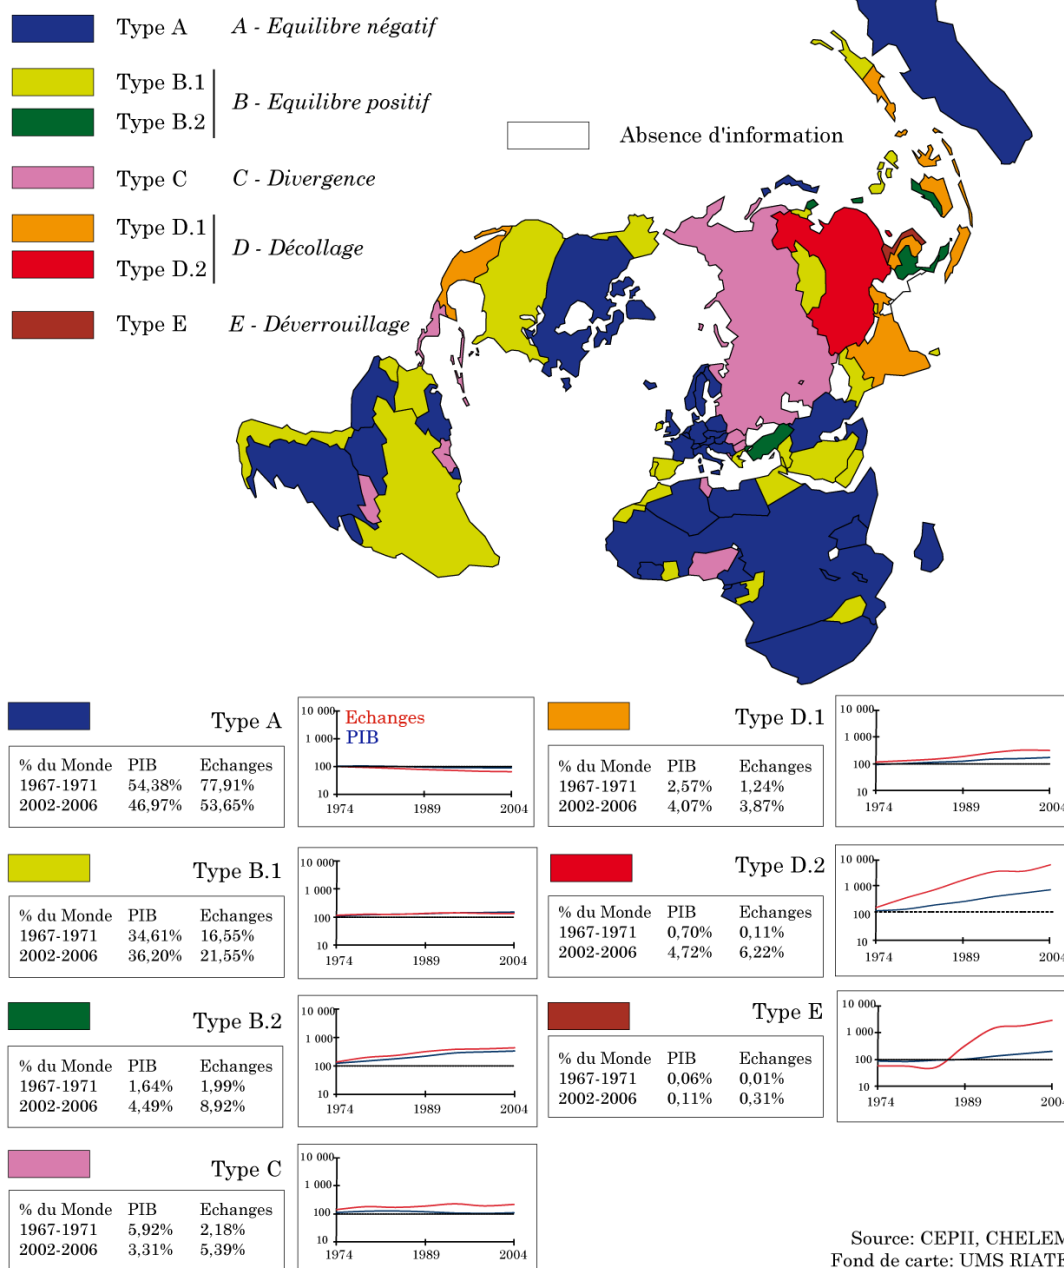 Type A   A - Equilibre négatif
Type B.1
B - Equilibre positif
Type B.2
Absence d'information
Type C   C - Divergence
Type D.1
D - Décollage
Type D.2
Type E   E - Déverrouillage
Type A
% du Monde   PIB   Echanges
1967-1971   54,38%   77,91%
2002-2006   46,97%   53,65%
10 000
1 000
100
10
Echanges
PIB
1974   1989   2004
Type D.1
% du Monde   PIB   Echanges
1967-1971   2,57%   1,24%
2002-2006   4,07%   3,87%
10 000
1 000
100
10
1974   1989   2004
Type B.1
% du Monde   PIB   Echanges
1967-1971   34,61%   16,55%
2002-2006   36,20%   21,55%
10 000
1 000
100
10
1974   1989   2004
Type D.2
% du Monde   PIB   Echanges
1967-1971   0,70%   0,11%
2002-2006   4,72%   6,22%
10 000
1 000
100
10
1974   1989   2004
Type B.2
% du Monde   PIB   Echanges
1967-1971   1,64%   1,99%
2002-2006   4,49%   8,92%
10 000
1 000
100
10
1974   1989   2004
Type E
% du Monde   PIB   Echanges
1967-1971   0,06%   0,01%
2002-2006   0,11%   0,31%
10 000
1 000
100
10
1974   1989   2004
Type C
% du Monde   PIB   Echanges
1967-1971   5,92%   2,18%
2002-2006   3,31%   5,39%
10 000
1 000
100
10
1974   1989   2004
Source: CEPII, CHELEM
Fond de carte: UMS RIATE